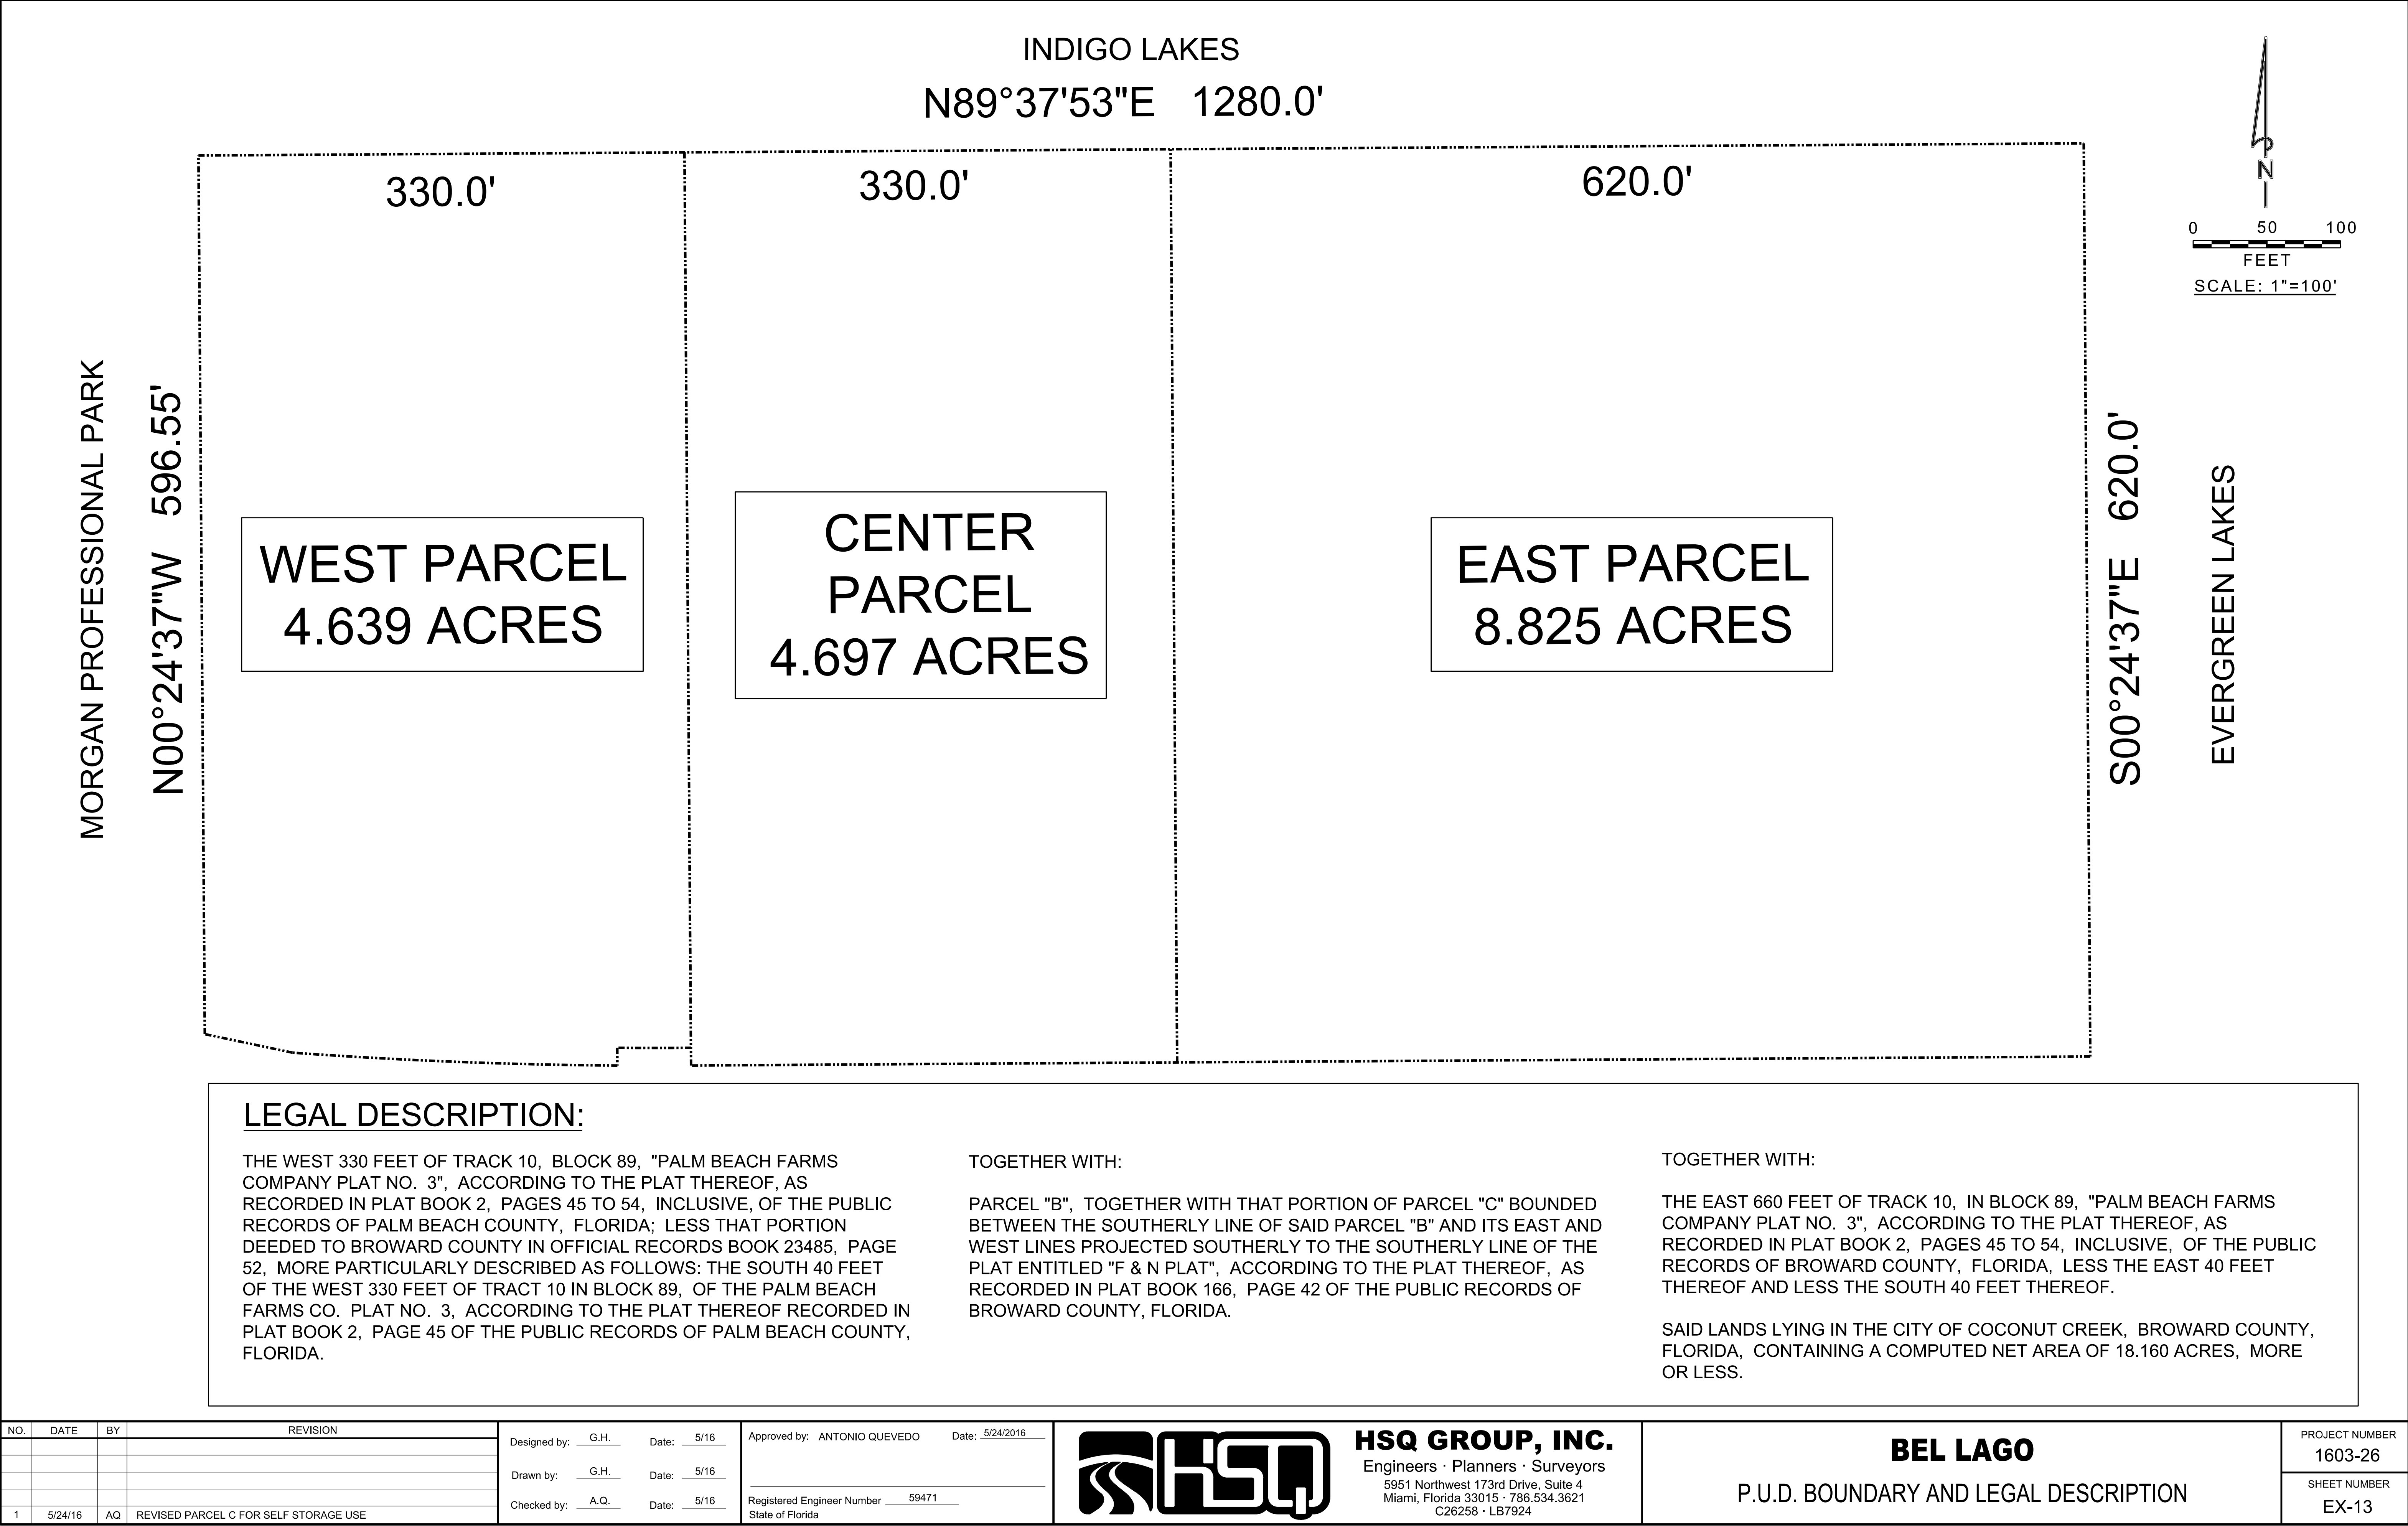 INDIGO LAKES
N89°37'53"E 1280.0'
330.0'
330.0'
620.0'
N
0 50 100
FEET
SCALE: 1"=100'
MORGAN PROFESSIONAL PARK
N00°24'37"W 596.55'
WEST PARCEL
4.639 ACRES
CENTER
PARCEL
4.697 ACRES
EAST PARCEL
8.825 ACRES
S00°24'37"E 620.0'
EVERGREEN LAKES
LEGAL DESCRIPTION:
THE WEST 330 FEET OF TRACK 10, BLOCK 89, "PALM BEACH FARMS
COMPANY PLAT NO. 3", ACCORDING TO THE PLAT THEREOF, AS
RECORDED IN PLAT BOOK 2, PAGES 45 TO 54, INCLUSIVE, OF THE PUBLIC
RECORDS OF PALM BEACH COUNTY, FLORIDA; LESS THAT PORTION
DEEDED TO BROWARD COUNTY IN OFFICIAL RECORDS BOOK 23485, PAGE
52, MORE PARTICULARLY DESCRIBED AS FOLLOWS: THE SOUTH 40 FEET
OF THE WEST 330 FEET OF TRACT 10 IN BLOCK 89, OF THE PALM BEACH
FARMS CO. PLAT NO. 3, ACCORDING TO THE PLAT THEREOF RECORDED IN
PLAT BOOK 2, PAGE 45 OF THE PUBLIC RECORDS OF PALM BEACH COUNTY,
FLORIDA.
TOGETHER WITH:
PARCEL "B", TOGETHER WITH THAT PORTION OF PARCEL "C" BOUNDED
BETWEEN THE SOUTHERLY LINE OF SAID PARCEL "B" AND ITS EAST AND
WEST LINES PROJECTED SOUTHERLY TO THE SOUTHERLY LINE OF THE
PLAT ENTITLED "F & N PLAT", ACCORDING TO THE PLAT THEREOF, AS
RECORDED IN PLAT BOOK 166, PAGE 42 OF THE PUBLIC RECORDS OF
BROWARD COUNTY, FLORIDA.
TOGETHER WITH:
THE EAST 660 FEET OF TRACK 10, IN BLOCK 89, "PALM BEACH FARMS
COMPANY PLAT NO. 3", ACCORDING TO THE PLAT THEREOF, AS
RECORDED IN PLAT BOOK 2, PAGES 45 TO 54, INCLUSIVE, OF THE PUBLIC
RECORDS OF BROWARD COUNTY, FLORIDA, LESS THE EAST 40 FEET
THEREOF AND LESS THE SOUTH 40 FEET THEREOF.
SAID LANDS LYING IN THE CITY OF COCONUT CREEK, BROWARD COUNTY,
FLORIDA, CONTAINING A COMPUTED NET AREA OF 18.160 ACRES, MORE
OR LESS.
NO. DATE BY REVISION
1 5/24/16 AQ REVISED PARCEL C FOR SELF STORAGE USE
Designed by: G.H. Date: 5/16
Drawn by: G.H. Date: 5/16
Checked by: A.Q. Date: 5/16
Approved by: ANTONIO QUEVEDO Date: 5/24/2016
Registered Engineer Number 59471
State of Florida
HSQ
HSQ GROUP, INC.
Engineers · Planners · Surveyors
5951 Northwest 173rd Drive, Suite 4
Miami, Florida 33015 · 786.534.3621
C26258 · LB7924
BEL LAGO
P.U.D. BOUNDARY AND LEGAL DESCRIPTION
PROJECT NUMBER
1603-26
SHEET NUMBER
EX-13